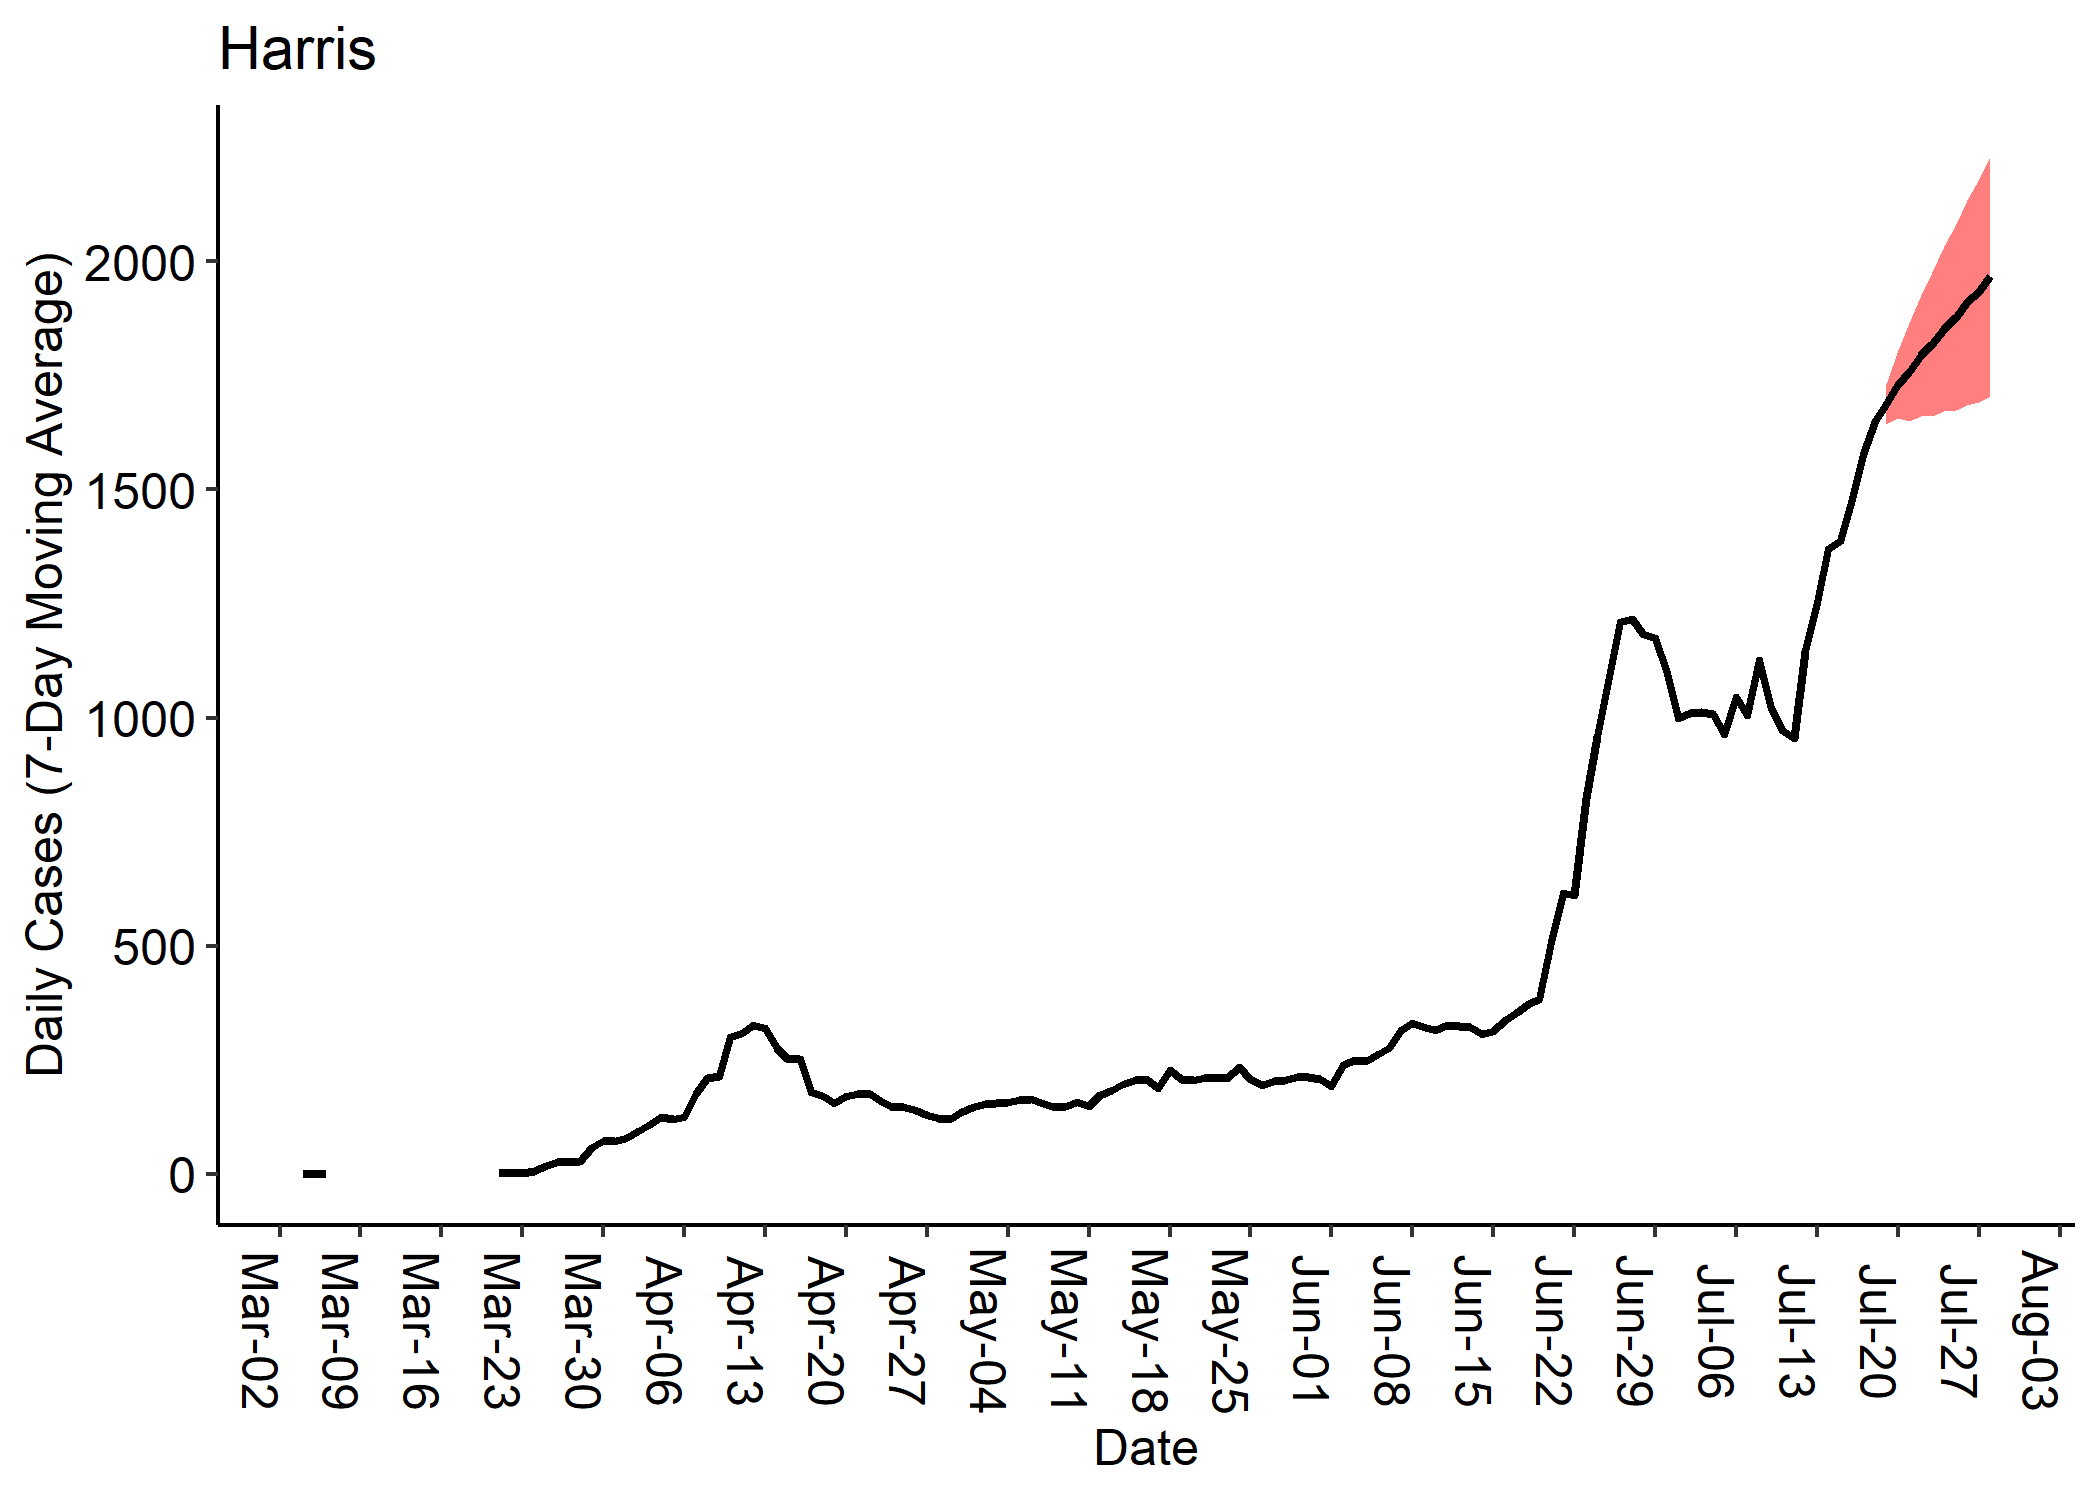 Harris
Daily Cases (7-Day Moving Average)
2000
1500
1000
500
0
Mar-02
Mar-09
Mar-16
Mar-23
Mar-30
Apr-06
Apr-13
Apr-20
Apr-27
May-04
May-11
May-18
May-25
Jun-01
Jun-08
Jun-15
Jun-22
Jun-29
Jul-06
Jul-13
Jul-20
Jul-27
Aug-03
Date